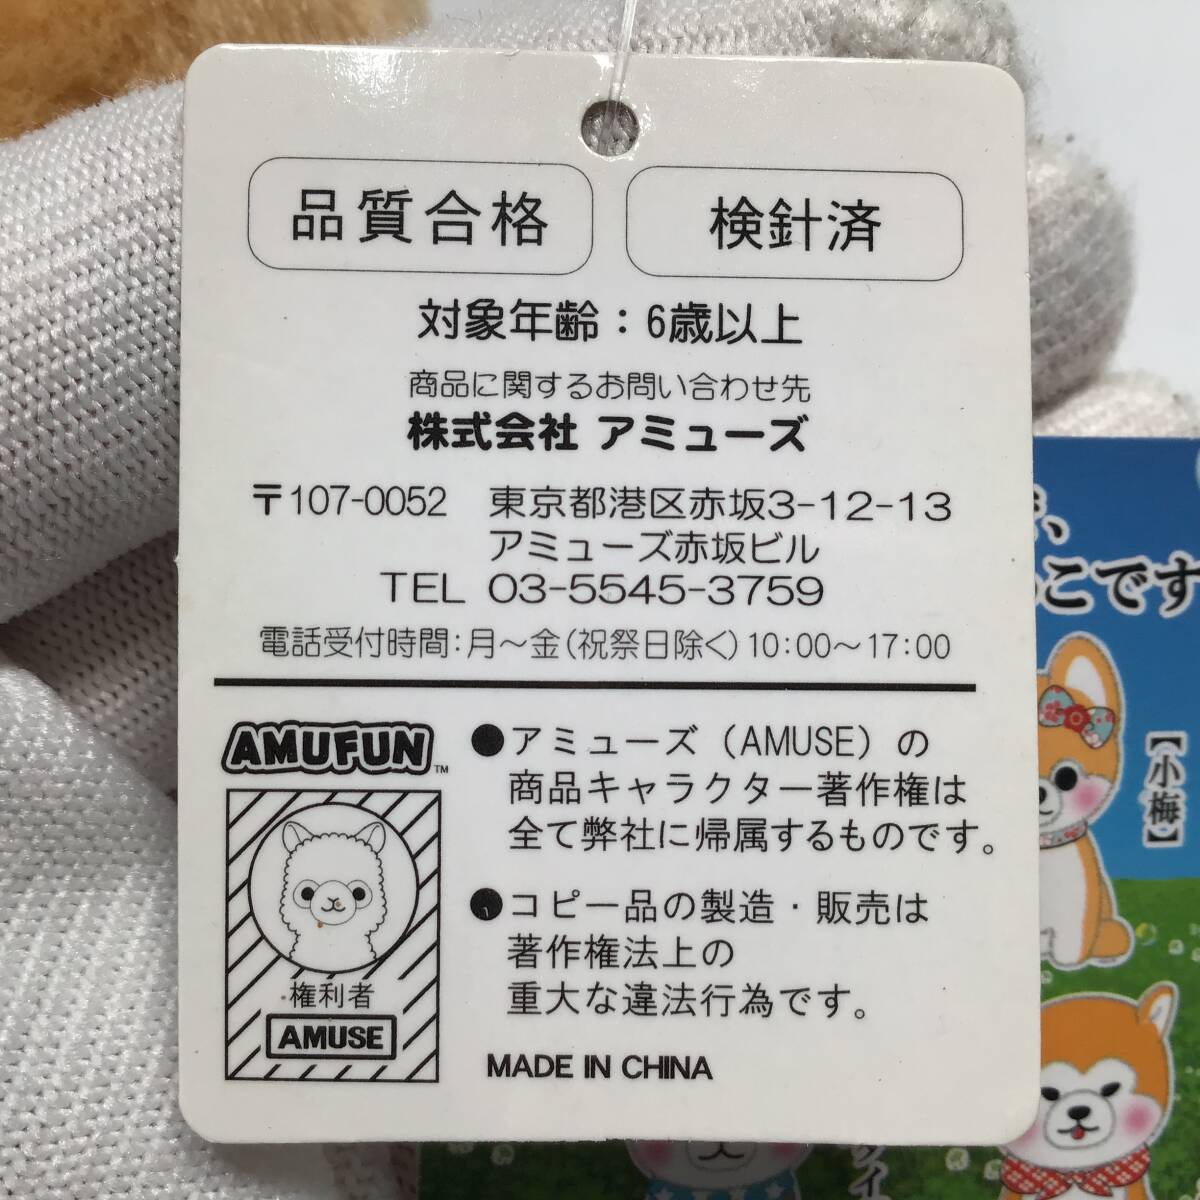 品質合格
検針済
対象年齢：6歳以上
商品に関するお問い合わせ先
株式会社 アミューズ
〒107-0052 東京都港区赤坂3-12-13
アミューズ赤坂ビル
TEL 03-5545-3759
電話受付時間：月～金（祝祭日除く）10:00～17:00
AMUFUN™
権利者
AMUSE
●アミューズ（AMUSE）の
商品キャラクター著作権は
全て弊社に帰属するものです。
●コピー品の製造・販売は
著作権法上の
重大な違法行為です。
MADE IN CHINA
こです
【小梅】